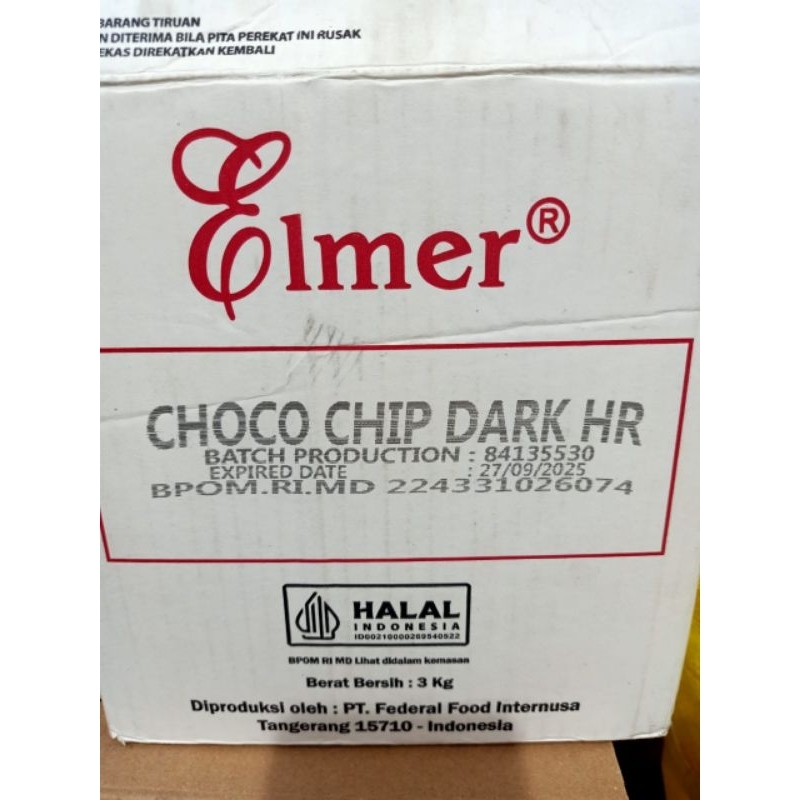 BARANG TIRUAN
N DITERIMA BILA PITA PEREKAT INI RUSAK
EKAS DIREKATKAN KEMBALI
Elmer®
CHOCO CHIP DARK HR
BATCH PRODUCTION : 84135530
EXPIRED DATE : 27/09/2025
BPOM.RI.MD 224331026074
HALAL
INDONESIA
ID00210000269540522
BPOM RI MD Lihat didalam kemasan
Berat Bersih : 3 Kg
Diproduksi oleh : PT. Federal Food Internusa
Tangerang 15710 - Indonesia